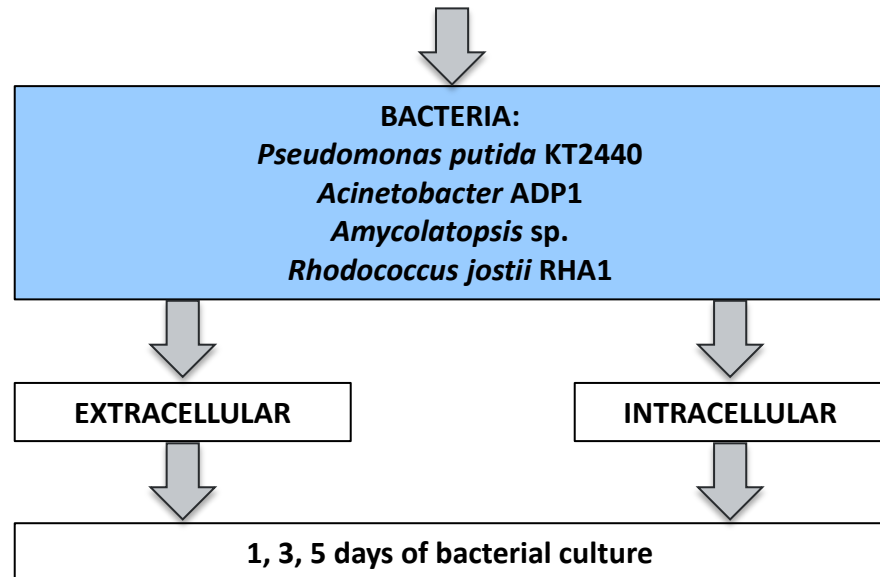 BACTERIA:
Pseudomonas putida KT2440
Acinetobacter ADP1
Amycolatopsis sp.
Rhodococcus jostii RHA1
EXTRACELLULAR
INTRACELLULAR
1, 3, 5 days of bacterial culture